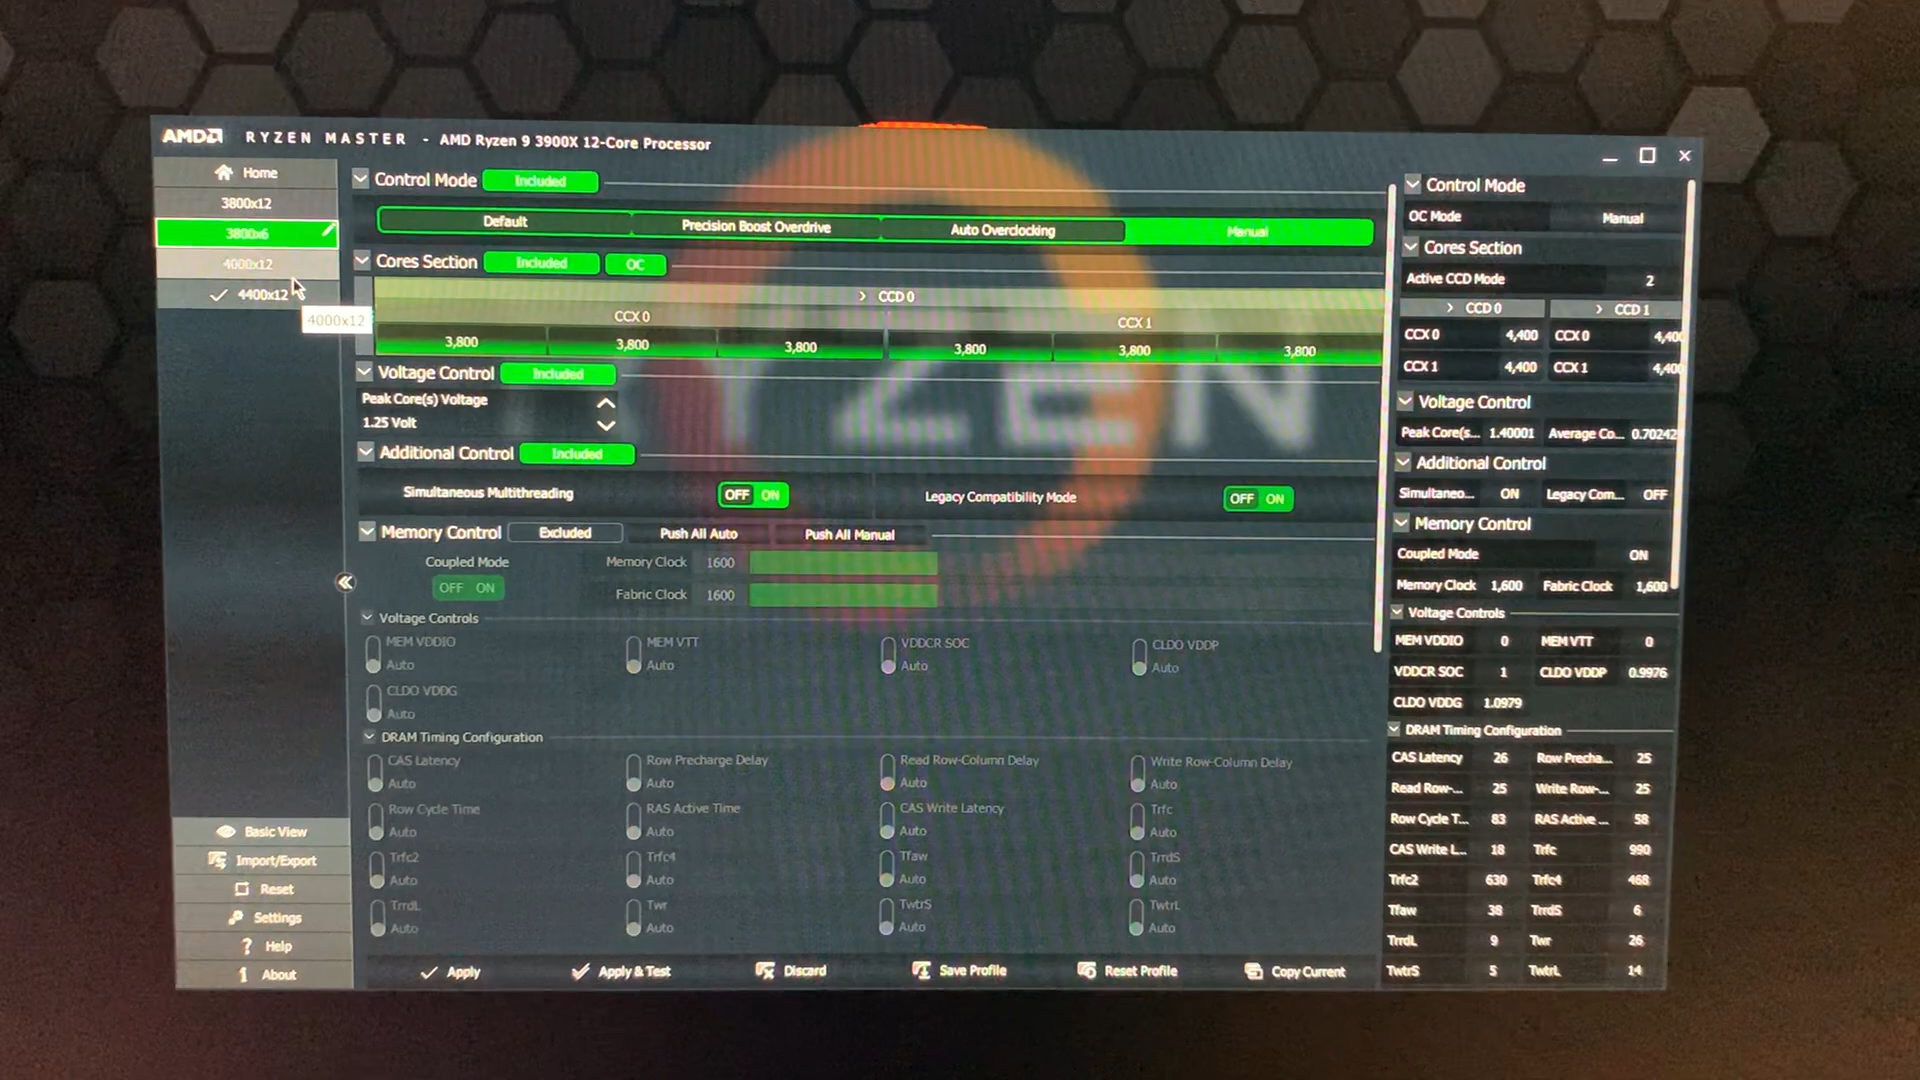 AMD RYZEN MASTER - AMD Ryzen 9 3900X 12-Core Processor
Home
3800x12
3800x6
4000x12
4400x12
4000x12
Basic View
Import/Export
Reset
Settings
Help
About
Control Mode Included
Default Precision Boost Overdrive Auto Overclocking Manual
Cores Section Included OC
CCD 0
CCX 0 CCX 1
3,800 3,800 3,800 3,800 3,800 3,800
Voltage Control Included
Peak Core(s) Voltage
1.25 Volt
RYZEN
Additional Control Included
Simultaneous Multithreading OFF ON Legacy Compatibility Mode OFF ON
Memory Control Excluded Push All Auto Push All Manual
Coupled Mode Memory Clock 1600
OFF ON Fabric Clock 1600
Voltage Controls
MEM VDDIO MEM VTT VDDCR SOC CLDO VDDP
Auto Auto Auto Auto
CLDO VDDG
Auto
DRAM Timing Configuration
CAS Latency Row Precharge Delay Read Row-Column Delay Write Row-Column Delay
Auto Auto Auto Auto
Row Cycle Time RAS Active Time CAS Write Latency Trfc
Auto Auto Auto Auto
Trfc2 Trfc4 Tfaw TrrdS
Auto Auto Auto Auto
TrrdL Twr TwtrS TwtrL
Auto Auto Auto Auto
Apply Apply & Test Discard Save Profile Reset Profile Copy Current
Control Mode
OC Mode Manual
Cores Section
Active CCD Mode 2
CCD 0 CCD 1
CCX 0 4,400 CCX 0 4,400
CCX 1 4,400 CCX 1 4,400
Voltage Control
Peak Core(s... 1.40001 Average Co... 0.70242
Additional Control
Simultaneo... ON Legacy Com... OFF
Memory Control
Coupled Mode ON
Memory Clock 1,600 Fabric Clock 1,600
Voltage Controls
MEM VDDIO 0 MEM VTT 0
VDDCR SOC 1 CLDO VDDP 0.9976
CLDO VDDG 1.0979
DRAM Timing Configuration
CAS Latency 26 Row Precha... 25
Read Row-... 25 Write Row-... 25
Row Cycle T... 83 RAS Active ... 58
CAS Write L... 18 Trfc 990
Trfc2 630 Trfc4 468
Tfaw 38 TrrdS 6
TrrdL 9 Twr 26
TwtrS 5 TwtrL 14